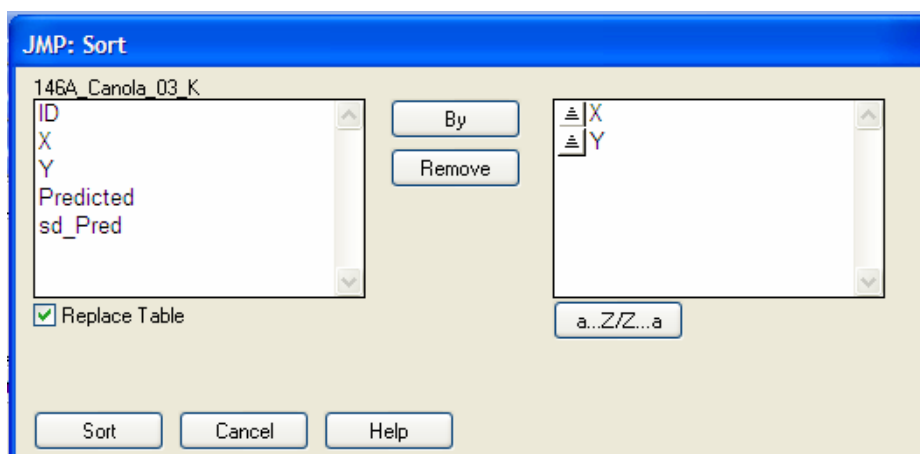 JMP: Sort
146A_Canola_03_K
ID
X
Y
Predicted
sd_Pred
Replace Table
By
Remove
X
Y
a...Z/Z...a
Sort
Cancel
Help